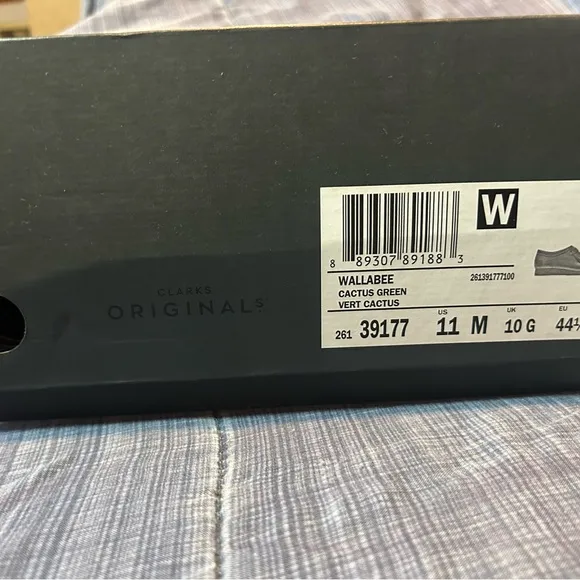 CLARKS
ORIGINALS
W
8 89307 89188 3
WALLABEE 261391777100
CACTUS GREEN
VERT CACTUS
US UK EU
261 39177 11 M 10 G 44½